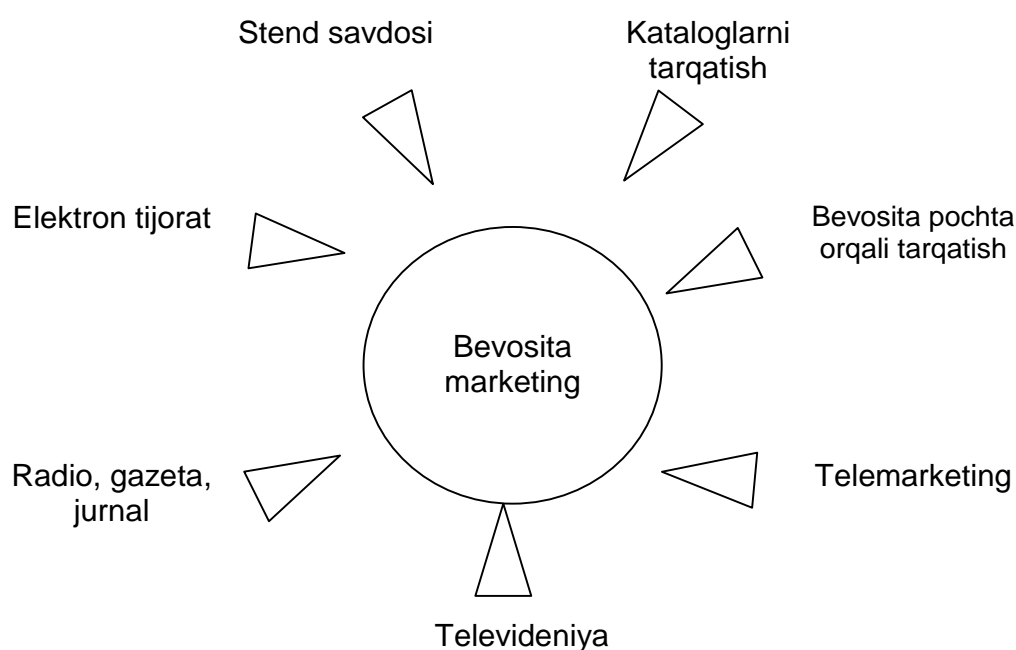 Stend savdosi
Kataloglarni
tarqatish
Elektron tijorat
Bevosita pochta
orqali tarqatish
Bevosita
marketing
Radio, gazeta,
jurnal
Telemarketing
Televideniya